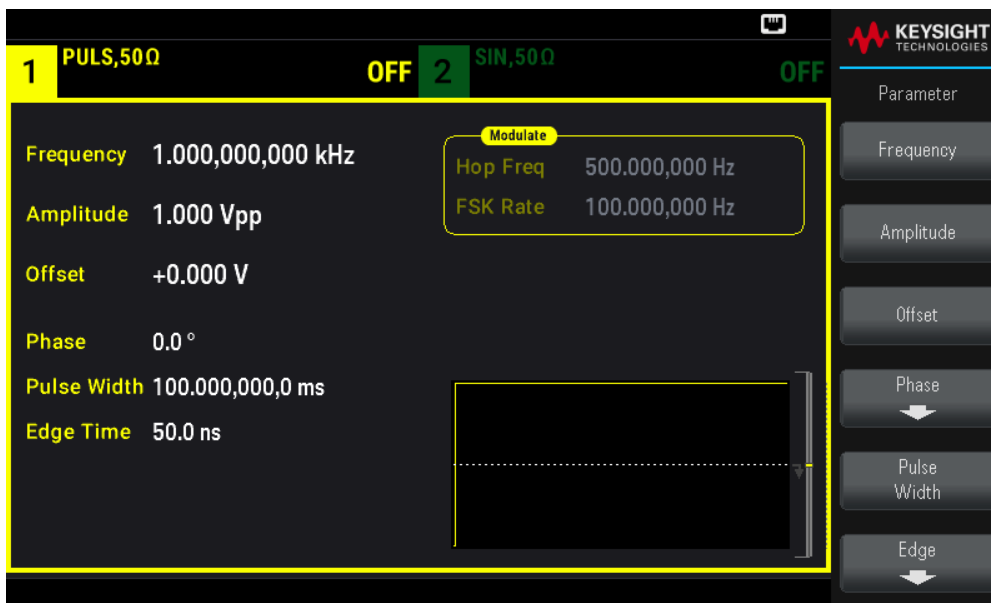 KEYSIGHT
TECHNOLOGIES
1 PULS,50Ω OFF 2 SIN,50Ω OFF
Parameter
Frequency 1.000,000,000 kHz
Modulate
Hop Freq 500.000,000 Hz
FSK Rate 100.000,000 Hz
Amplitude 1.000 Vpp
Offset +0.000 V
Phase 0.0 °
Pulse Width 100.000,000,0 ms
Edge Time 50.0 ns
Frequency
Amplitude
Offset
Phase
Pulse
Width
Edge